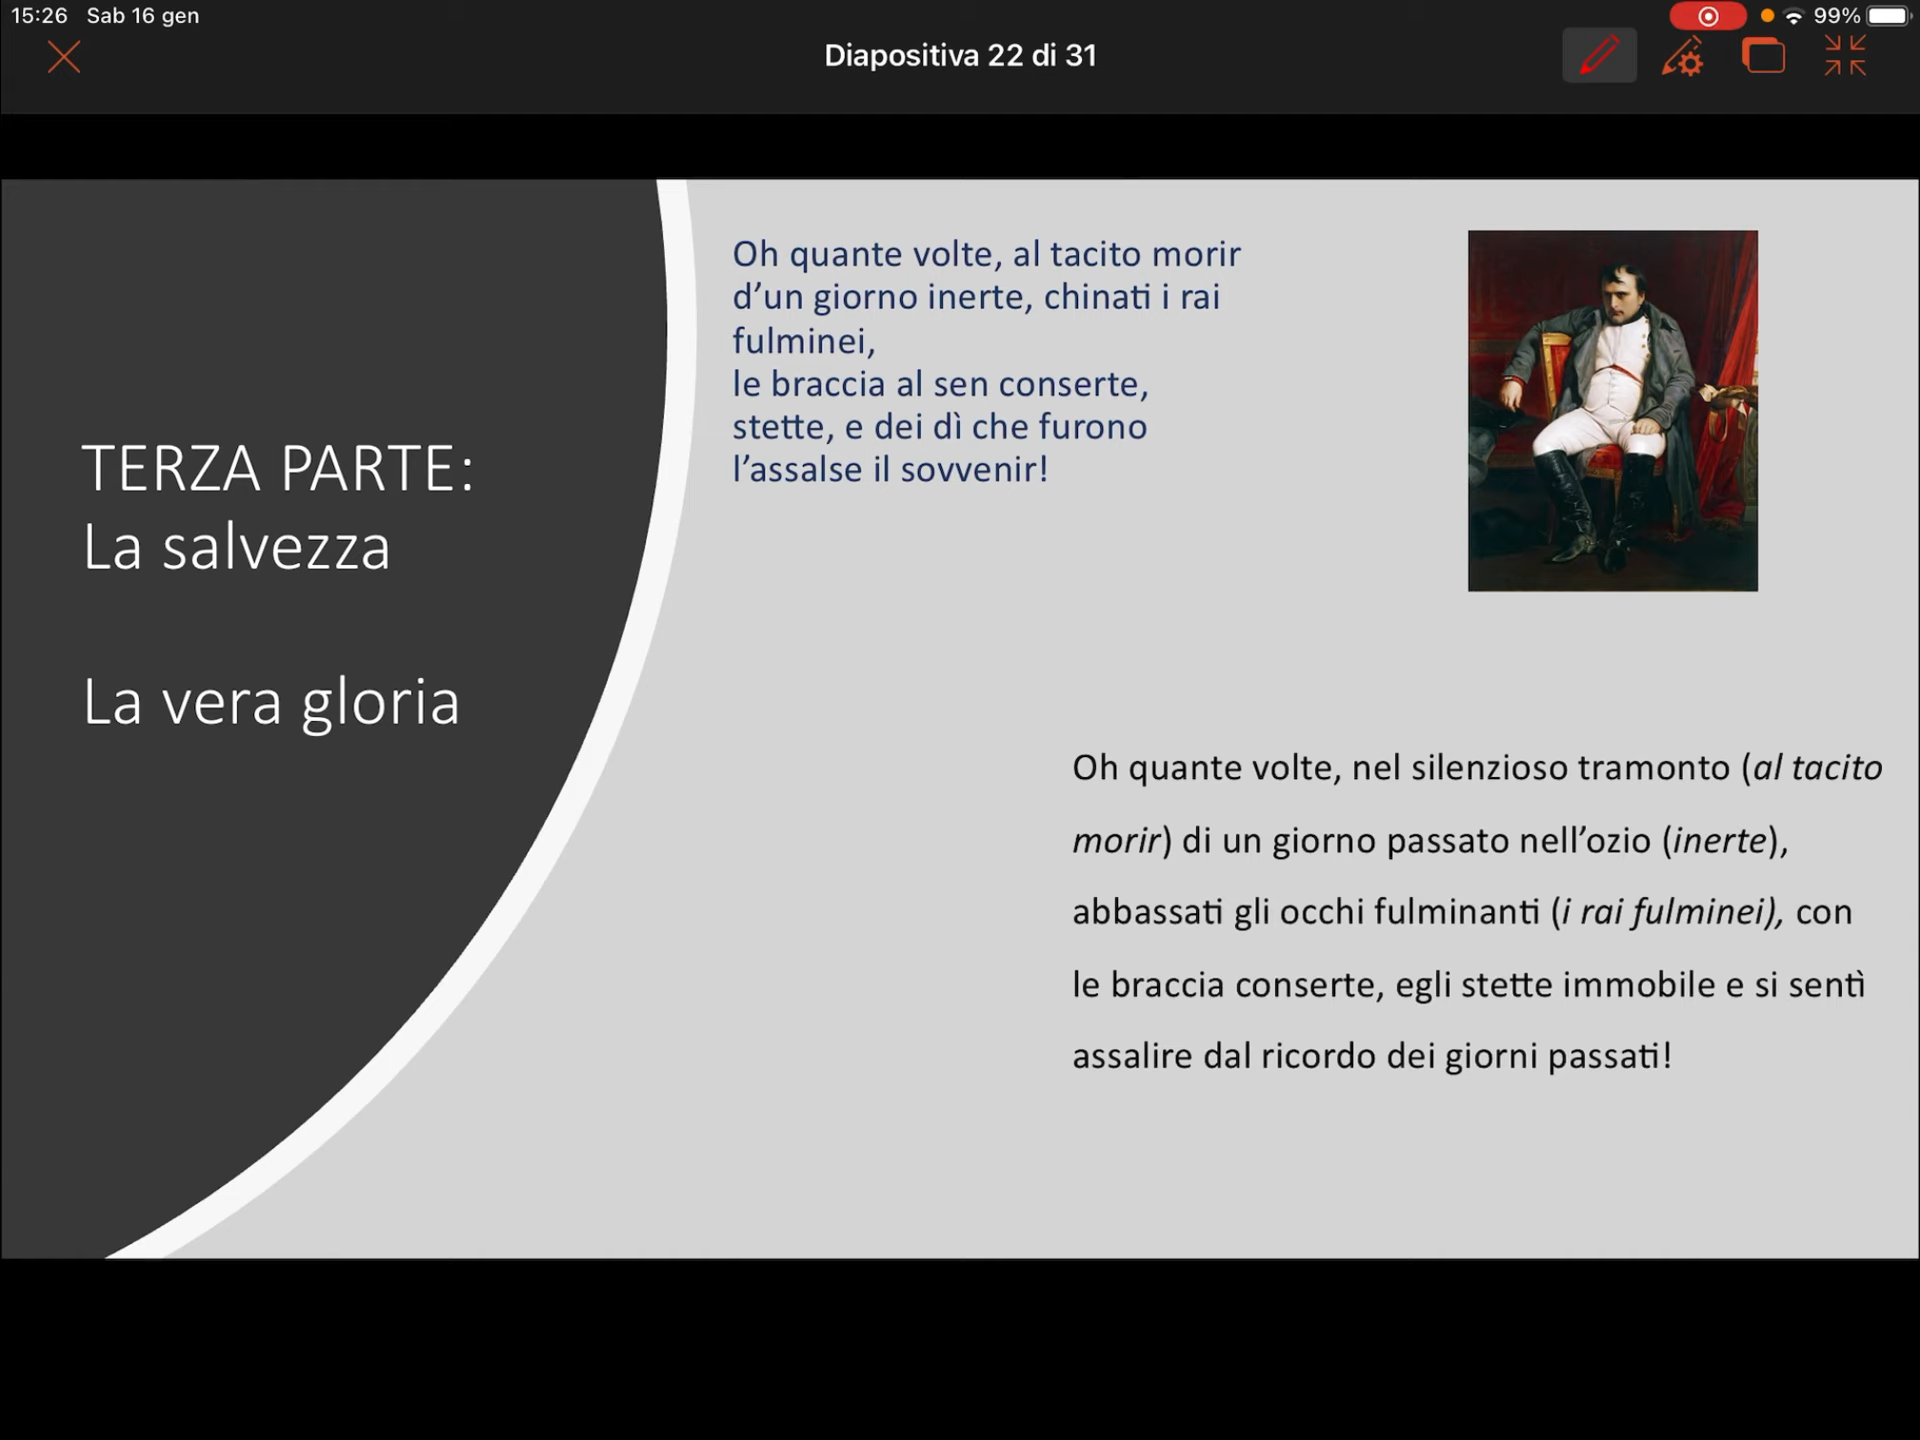 15:26 Sab 16 gen
99%
Diapositiva 22 di 31
TERZA PARTE:
La salvezza
La vera gloria
Oh quante volte, al tacito morir
d’un giorno inerte, chinati i rai
fulminei,
le braccia al sen conserte,
stette, e dei dì che furono
l’assalse il sovvenir!
Oh quante volte, nel silenzioso tramonto (al tacito
morir) di un giorno passato nell’ozio (inerte),
abbassati gli occhi fulminanti (i rai fulminei), con
le braccia conserte, egli stette immobile e si sentì
assalire dal ricordo dei giorni passati!